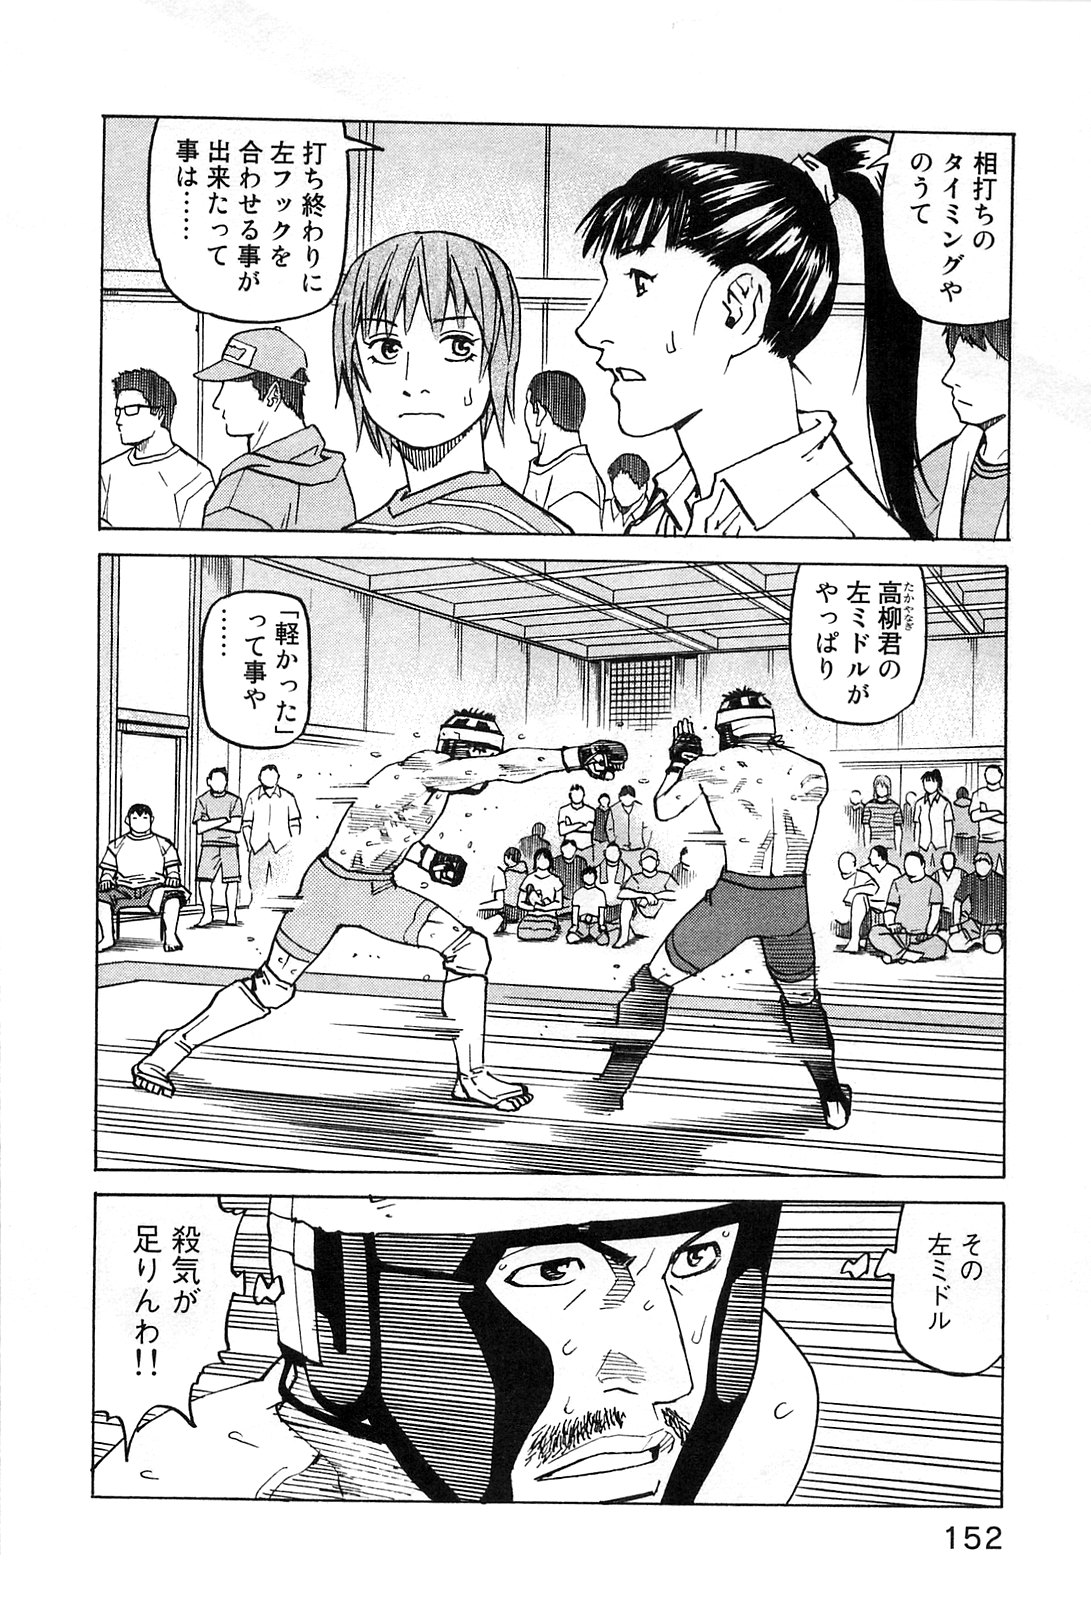 相打ちの
タイミングや
のうて
打ち終わりに
左フックを
合わせる事が
出来たって
事は……
高柳君の
たかやなぎ
左ミドルが
やっぱり
「軽かった」
って事や
……
その
左ミドル
殺気が
足りんわ!!
152